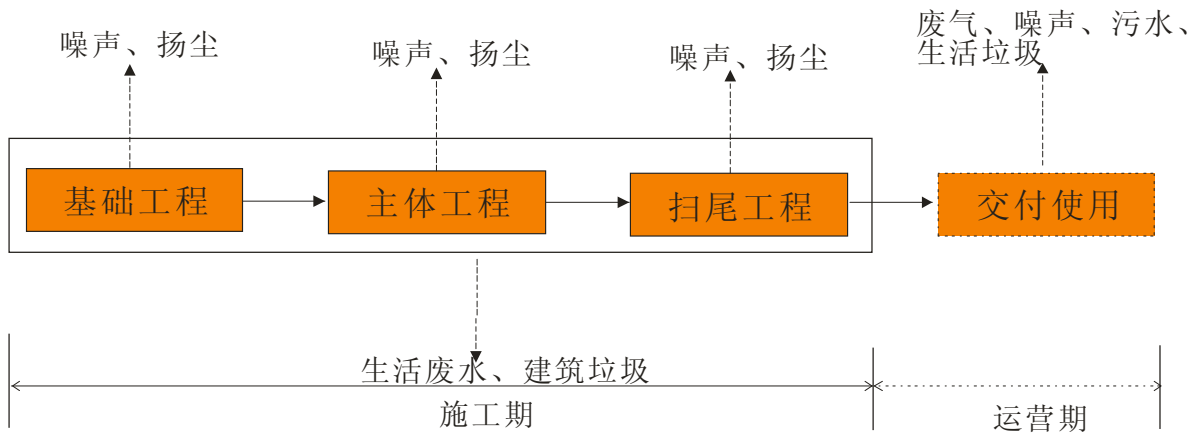 废气、噪声、污水、
生活垃圾
噪声、扬尘
噪声、扬尘
噪声、扬尘
基础工程
主体工程
扫尾工程
交付使用
生活废水、建筑垃圾
施工期
运营期